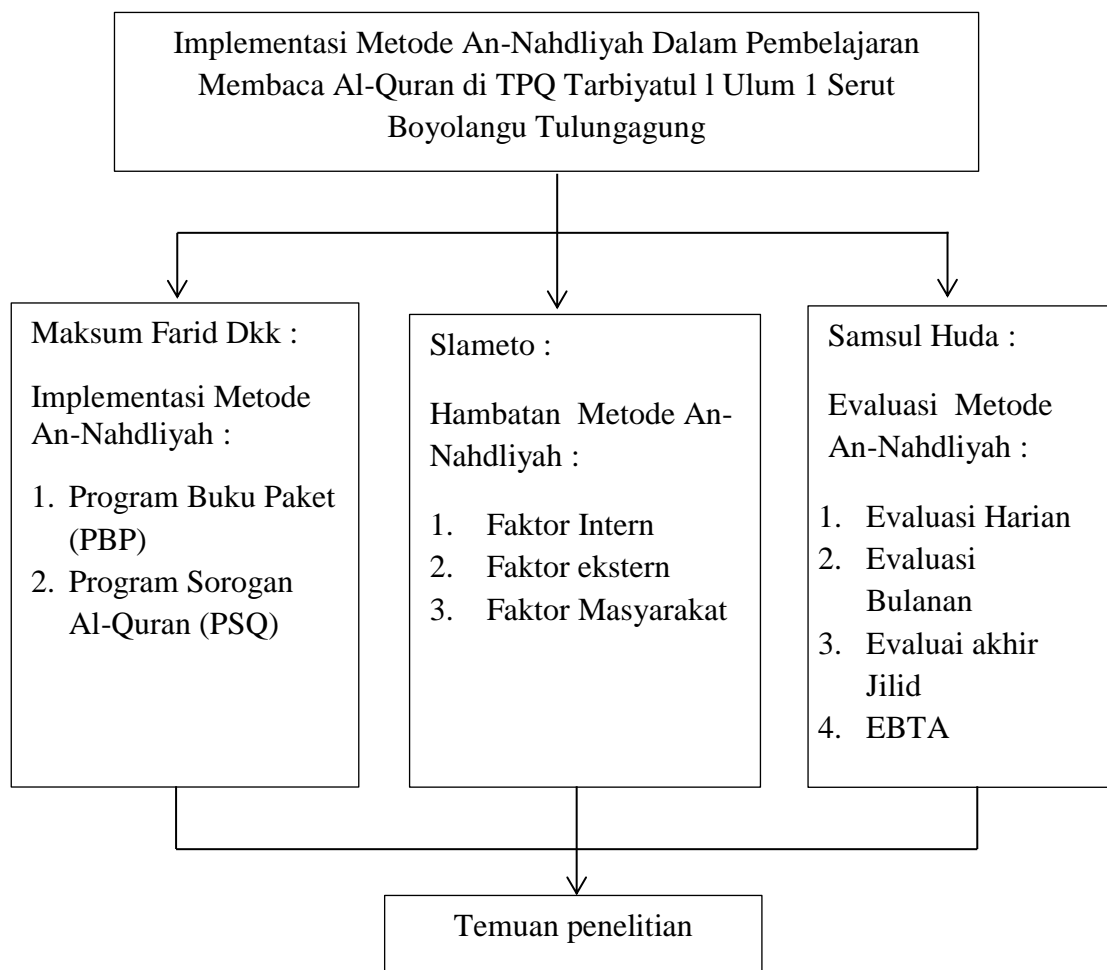 Implementasi Metode An-Nahdliyah Dalam Pembelajaran
Membaca Al-Quran di TPQ Tarbiyatul l Ulum 1 Serut
Boyolangu Tulungagung
Maksum Farid Dkk :
Implementasi Metode
An-Nahdliyah :
1. Program Buku Paket
(PBP)
2. Program Sorogan
Al-Quran (PSQ)
Slameto :
Hambatan Metode An-
Nahdliyah :
1. Faktor Intern
2. Faktor ekstern
3. Faktor Masyarakat
Samsul Huda :
Evaluasi Metode
An-Nahdliyah :
1. Evaluasi Harian
2. Evaluasi
Bulanan
3. Evaluai akhir
Jilid
4. EBTA
Temuan penelitian